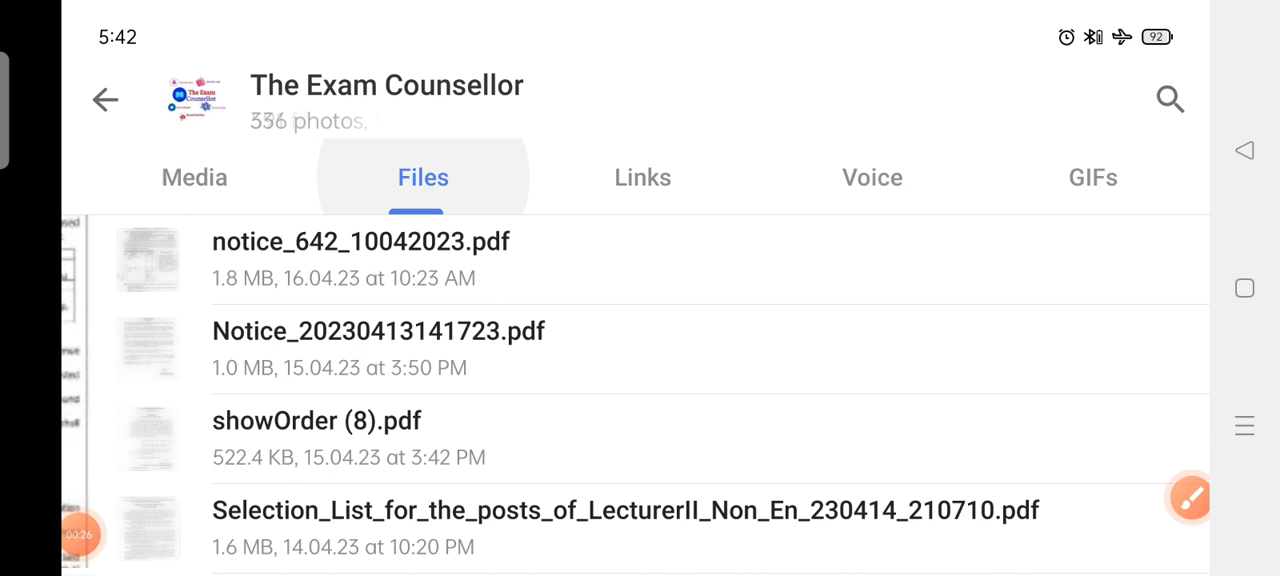 5:42
92
The Exam Counsellor
The Exam
Counsellor
photos,
Media
Files
Links
Voice
GIFs
notice_642_10042023.pdf
1.8 MB, 16.04.23 at 10:23 AM
Notice_20230413141723.pdf
1.0 MB, 15.04.23 at 3:50 PM
showOrder (8).pdf
522.4 KB, 15.04.23 at 3:42 PM
Selection_List_for_the_posts_of_LecturerII_Non_En_230414_210710.pdf
1.6 MB, 14.04.23 at 10:20 PM
00:26